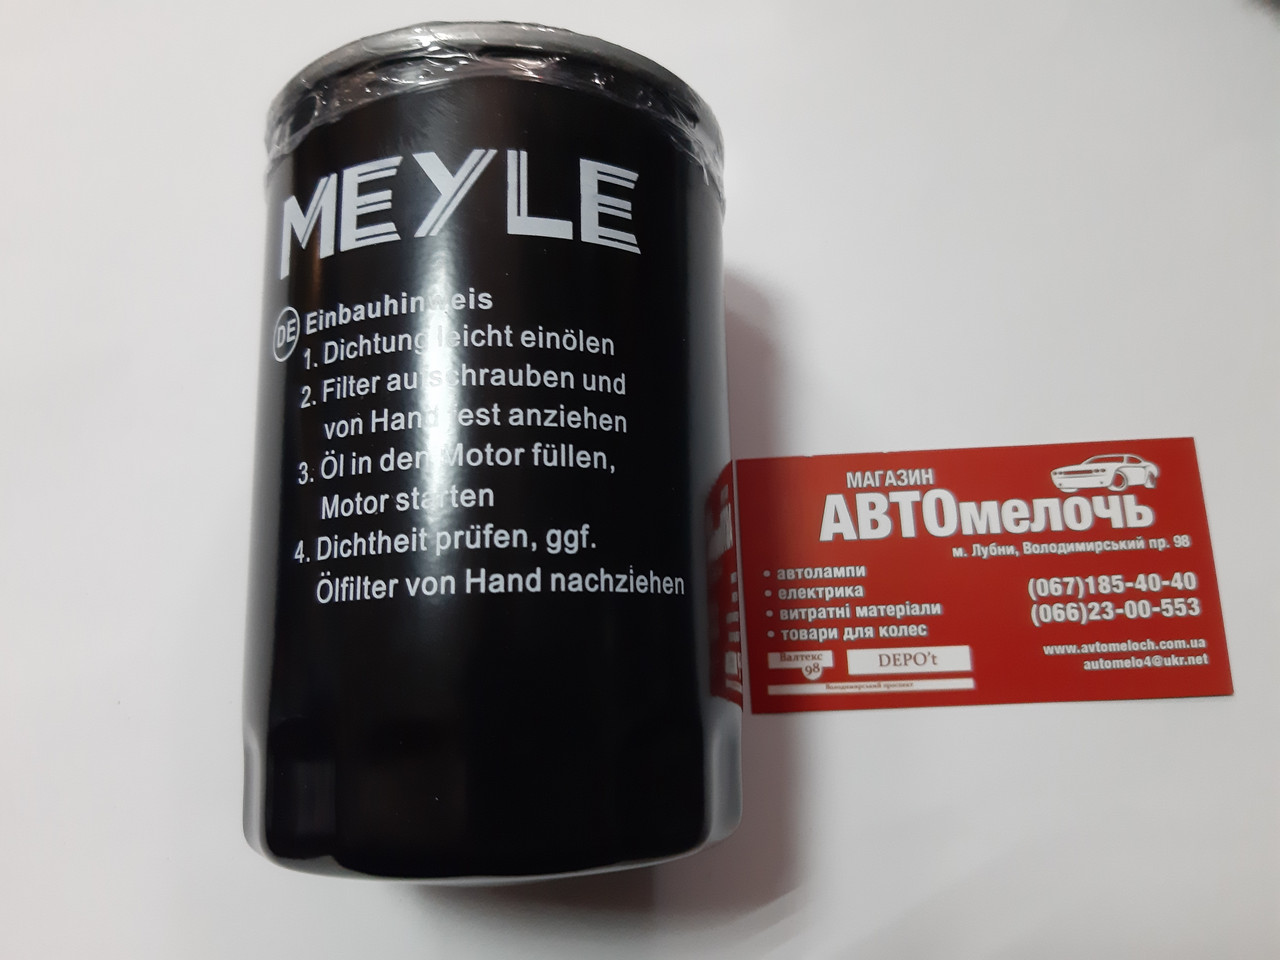 MEYLE
DE Einbauhinweis
1. Dichtung leicht einölen
2. Filter aufschrauben und
von Hand fest anziehen
3. Öl in den Motor füllen,
Motor starten
4. Dichtheit prüfen, ggf.
Ölfilter von Hand nachziehen
МАГАЗИН
АВТОмелочь
м. Лубни, Володимирський пр. 98
• автолампи
• електрика
• витратні матеріали
• товари для колес
(067)185-40-40
(066)23-00-553
www.avtomeloch.com.ua
automelo4@ukr.net
Валтекс
98
DEPO't
Володимирський проспект